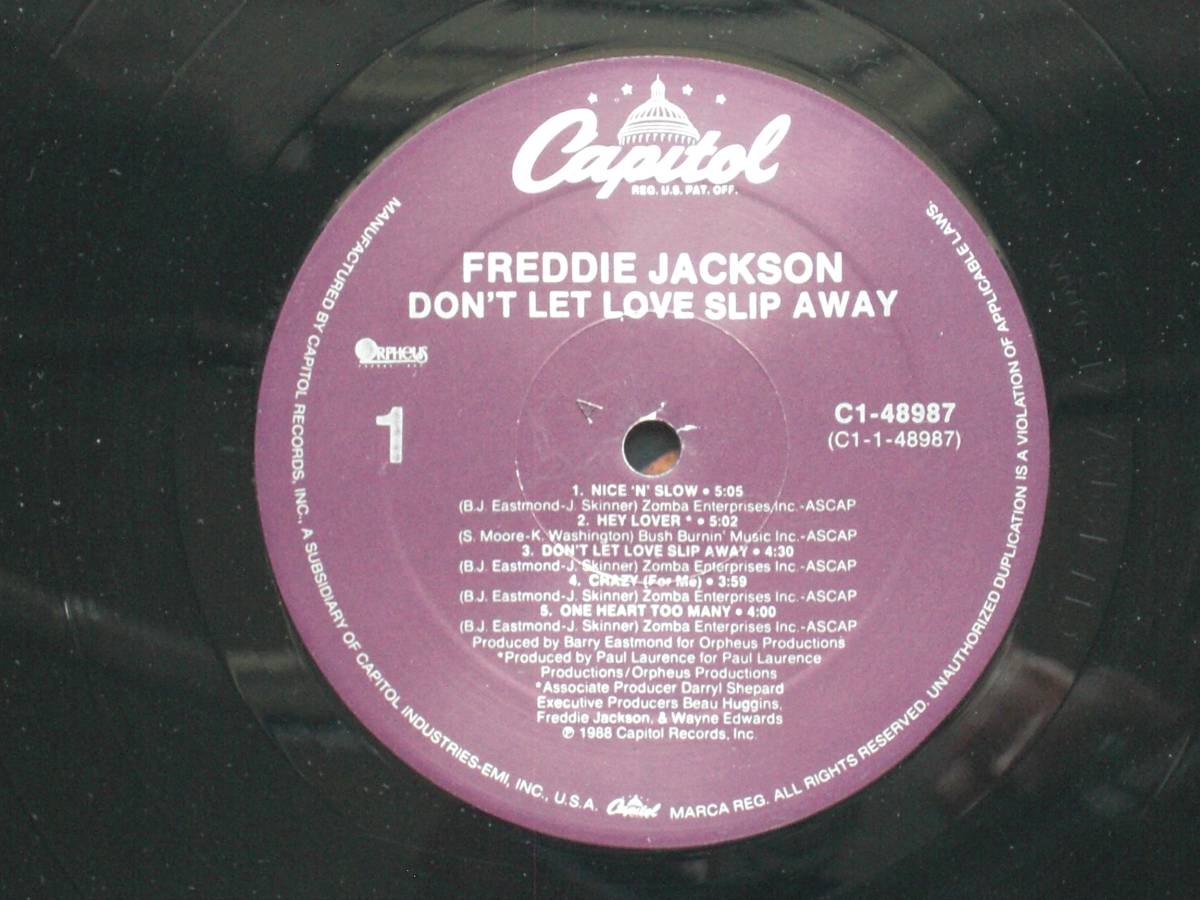 Capitol
REG. U.S. PAT. OFF.
FREDDIE JACKSON
DON'T LET LOVE SLIP AWAY
ORPHEUS
1
A
C1-48987
(C1-1-48987)
1. NICE 'N' SLOW • 5:05
(B.J. Eastmond-J. Skinner) Zomba Enterprises, Inc.-ASCAP
2. HEY LOVER * • 5:02
(S. Moore-K. Washington) Bush Burnin' Music Inc.-ASCAP
3. DON'T LET LOVE SLIP AWAY • 4:30
(B.J. Eastmond-J. Skinner) Zomba Enterprises Inc.-ASCAP
4. CRAZY (For Me) • 3:59
(B.J. Eastmond-J. Skinner) Zomba Enterprises Inc.-ASCAP
5. ONE HEART TOO MANY • 4:00
(B.J. Eastmond-J. Skinner) Zomba Enterprises Inc.-ASCAP
Produced by Barry Eastmond for Orpheus Productions
*Produced by Paul Laurence for Paul Laurence
Productions/Orpheus Productions
*Associate Producer Darryl Shepard
Executive Producers Beau Huggins,
Freddie Jackson, & Wayne Edwards
℗ 1988 Capitol Records, Inc.
MANUFACTURED BY CAPITOL RECORDS, INC., A SUBSIDIARY OF CAPITOL INDUSTRIES-EMI, INC., U.S.A. Capitol MARCA REG. ALL RIGHTS RESERVED. UNAUTHORIZED DUPLICATION IS A VIOLATION OF APPLICABLE LAWS.